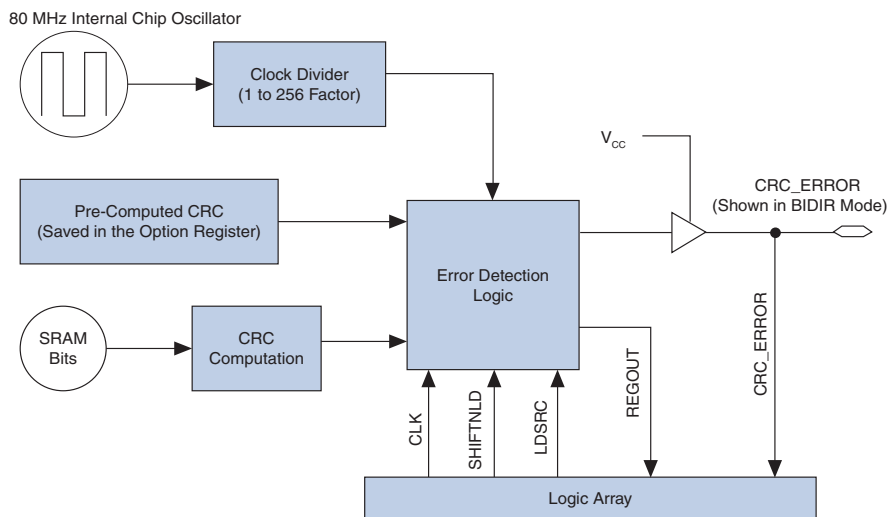 80 MHz Internal Chip Oscillator
Clock Divider
(1 to 256 Factor)
VCC
CRC_ERROR
(Shown in BIDIR Mode)
Pre-Computed CRC
(Saved in the Option Register)
Error Detection
Logic
SRAM
Bits
CRC
Computation
CLK
SHIFTNLD
LDSRC
REGOUT
CRC_ERROR
Logic Array